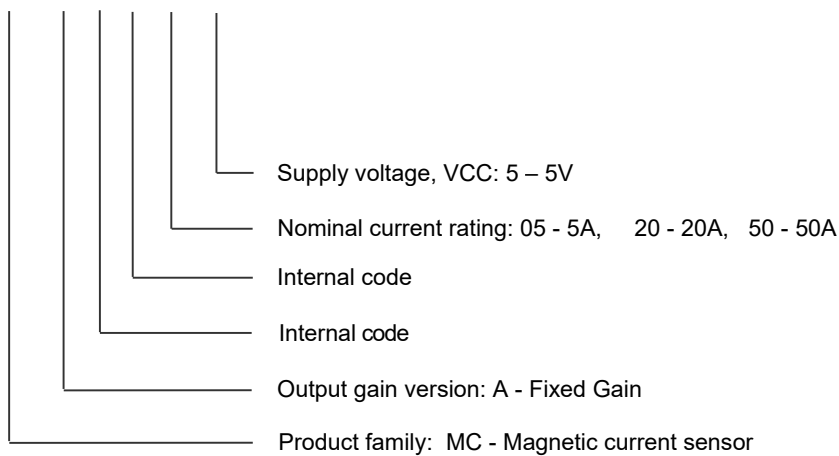 Supply voltage, VCC: 5 – 5V
Nominal current rating: 05 - 5A, 20 - 20A, 50 - 50A
Internal code
Internal code
Output gain version: A - Fixed Gain
Product family: MC - Magnetic current sensor